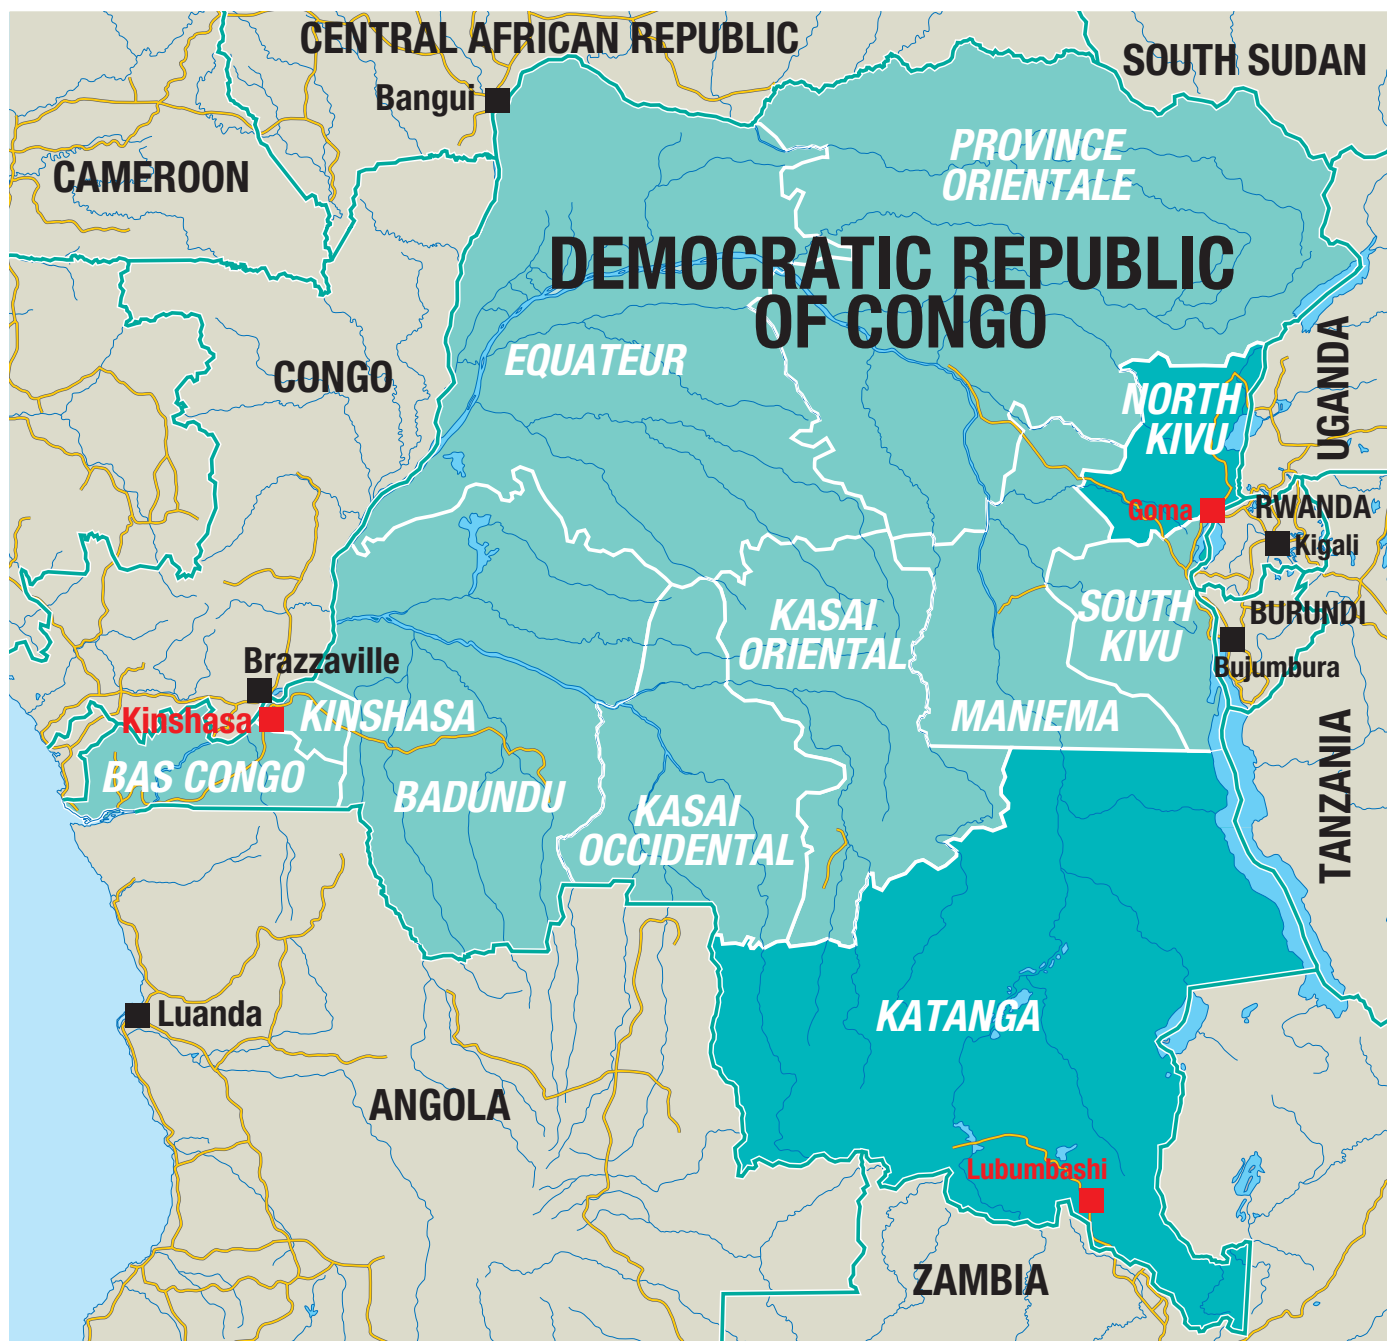 CENTRAL AFRICAN REPUBLIC
SOUTH SUDAN
Bangui
CAMEROON
PROVINCE
ORIENTALE
DEMOCRATIC REPUBLIC
OF CONGO
EQUATEUR
CONGO
UGANDA
NORTH
KIVU
Goma
RWANDA
Kigali
KASAI
ORIENTAL
SOUTH
KIVU
BURUNDI
Bujumbura
Brazzaville
Kinshasa
KINSHASA
MANIEMA
BAS CONGO
BADUNDU
KASAI
OCCIDENTAL
TANZANIA
Luanda
KATANGA
ANGOLA
Lubumbashi
ZAMBIA